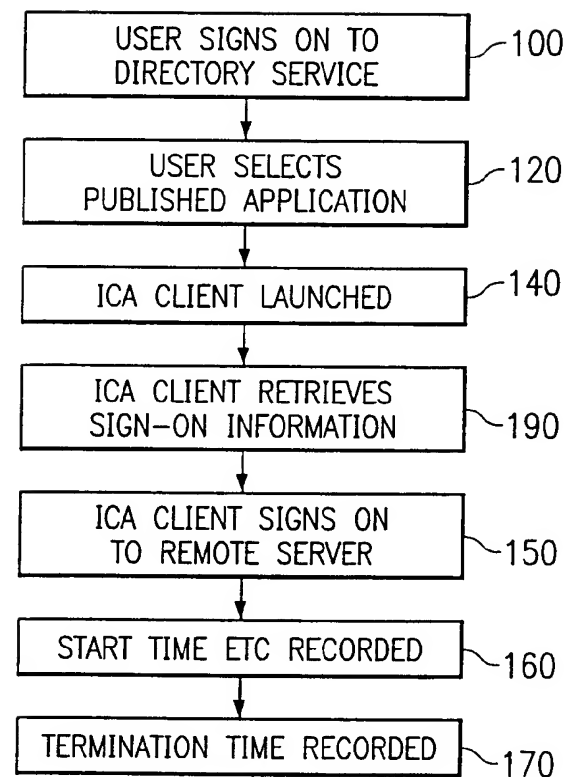 USER SIGNS ON TO
DIRECTORY SERVICE
100
USER SELECTS
PUBLISHED APPLICATION
120
ICA CLIENT LAUNCHED
140
ICA CLIENT RETRIEVES
SIGN-ON INFORMATION
190
ICA CLIENT SIGNS ON
TO REMOTE SERVER
150
START TIME ETC RECORDED
160
TERMINATION TIME RECORDED
170